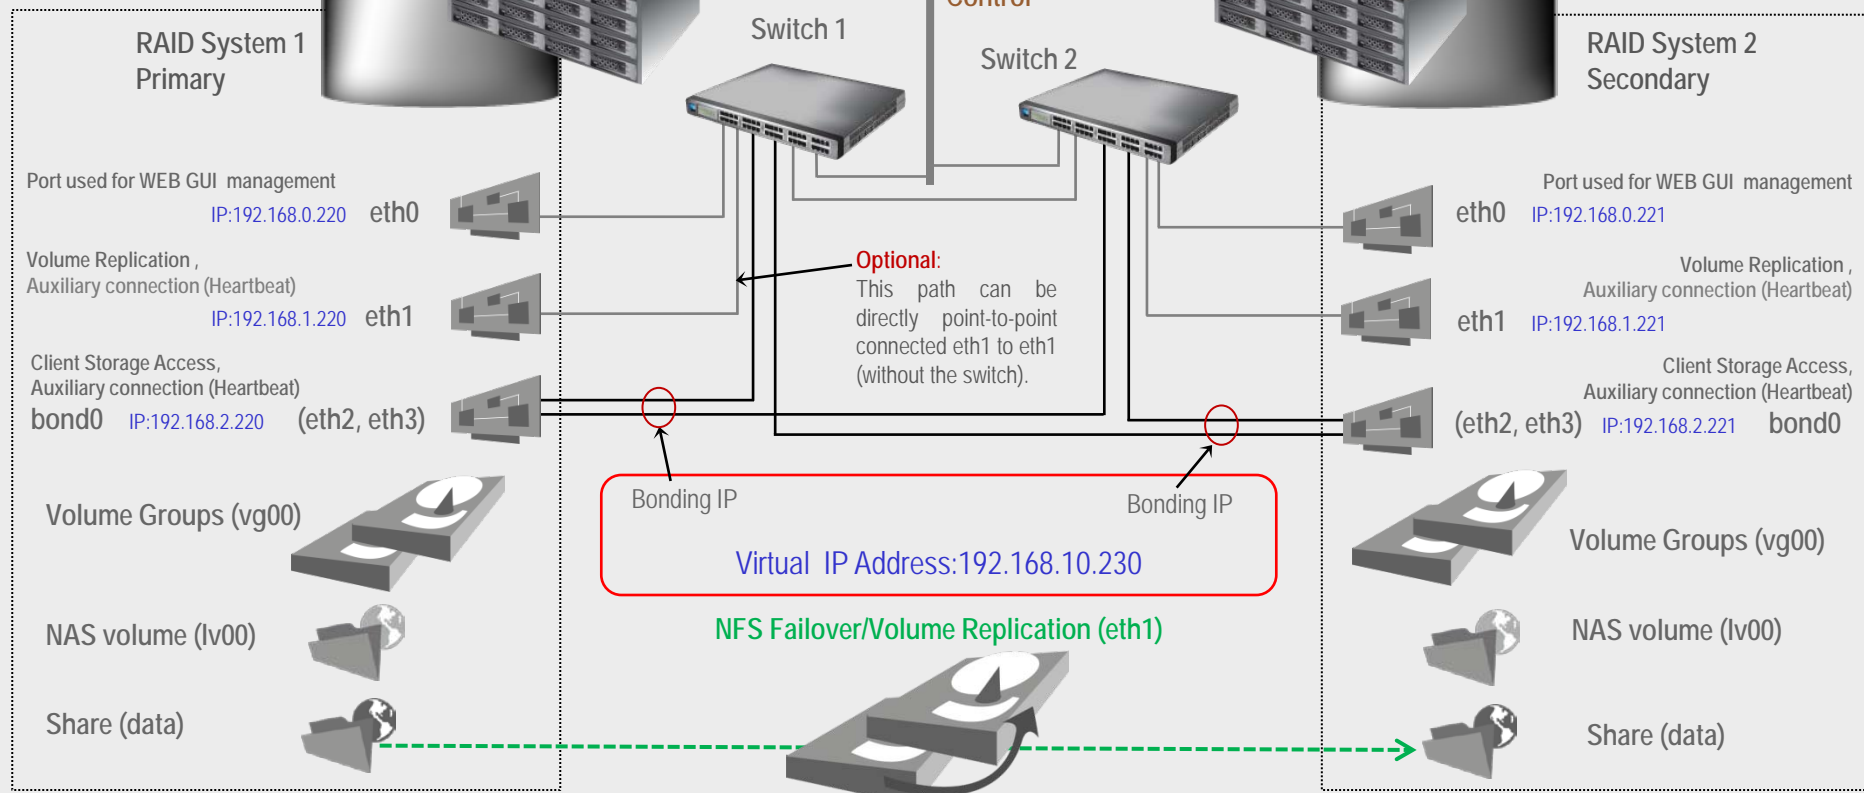 Control
Switch 1
Switch 2
RAID System 1
Primary
RAID System 2
Secondary
Port used for WEB GUI management
IP:192.168.0.220 eth0
Volume Replication ,
Auxiliary connection (Heartbeat)
IP:192.168.1.220 eth1
Client Storage Access,
Auxiliary connection (Heartbeat)
bond0 IP:192.168.2.220 (eth2, eth3)
Optional:
This path can be
directly point-to-point
connected eth1 to eth1
(without the switch).
Port used for WEB GUI management
eth0 IP:192.168.0.221
Volume Replication ,
Auxiliary connection (Heartbeat)
eth1 IP:192.168.1.221
Client Storage Access,
Auxiliary connection (Heartbeat)
(eth2, eth3) IP:192.168.2.221 bond0
Bonding IP
Bonding IP
Virtual IP Address:192.168.10.230
NFS Failover/Volume Replication (eth1)
Volume Groups (vg00)
NAS volume (lv00)
Share (data)
Volume Groups (vg00)
NAS volume (lv00)
Share (data)